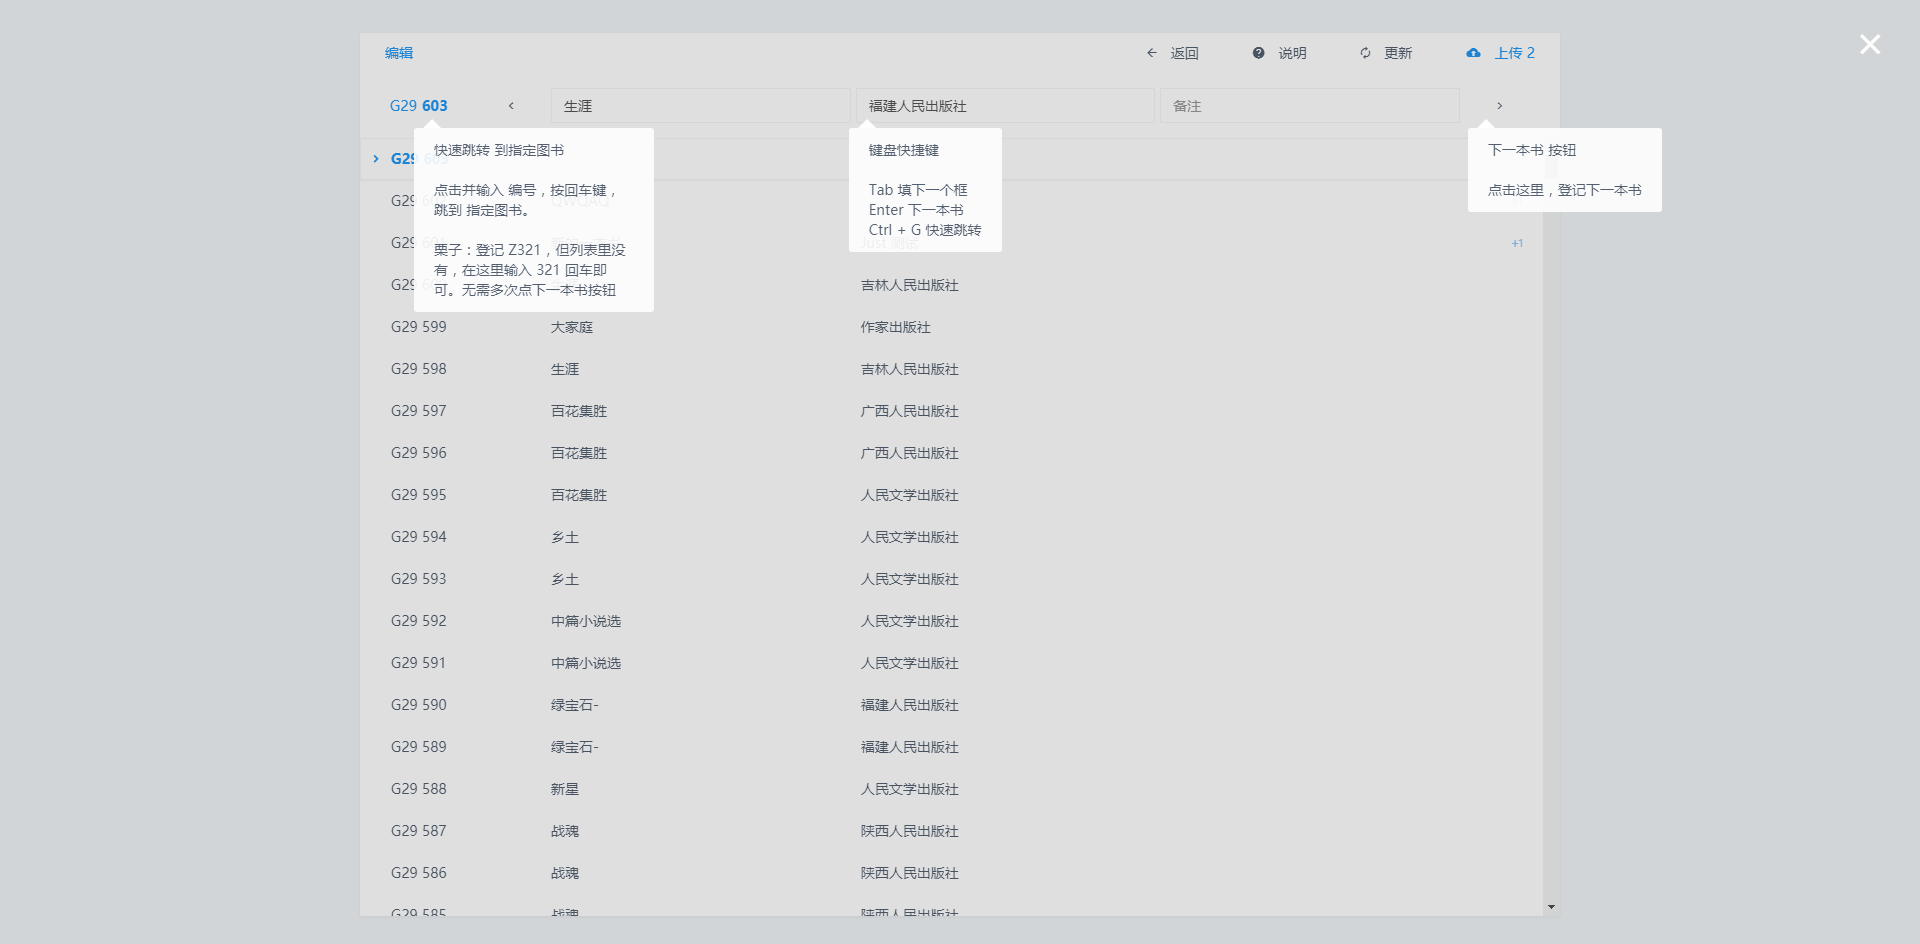 编辑
返回
说明
更新
上传 2
G29 603
生涯
福建人民出版社
备注
快速跳转 到指定图书
点击并输入 编号，按回车键，
跳到 指定图书。
栗子：登记 Z321，但列表里没
有，在这里输入 321 回车即
可。无需多次点下一本书按钮
键盘快捷键
Tab 填下一个框
Enter 下一本书
Ctrl + G 快速跳转
下一本书 按钮
点击这里，登记下一本书
G29 603
G29 QWQAQ
G29 +1
G29 吉林人民出版社
G29 599 大家庭 作家出版社
G29 598 生涯 吉林人民出版社
G29 597 百花集胜 广西人民出版社
G29 596 百花集胜 广西人民出版社
G29 595 百花集胜 人民文学出版社
G29 594 乡土 人民文学出版社
G29 593 乡土 人民文学出版社
G29 592 中篇小说选 人民文学出版社
G29 591 中篇小说选 人民文学出版社
G29 590 绿宝石- 福建人民出版社
G29 589 绿宝石- 福建人民出版社
G29 588 新星 人民文学出版社
G29 587 战魂 陕西人民出版社
G29 586 战魂 陕西人民出版社
G29 585 战魂 陕西人民出版社